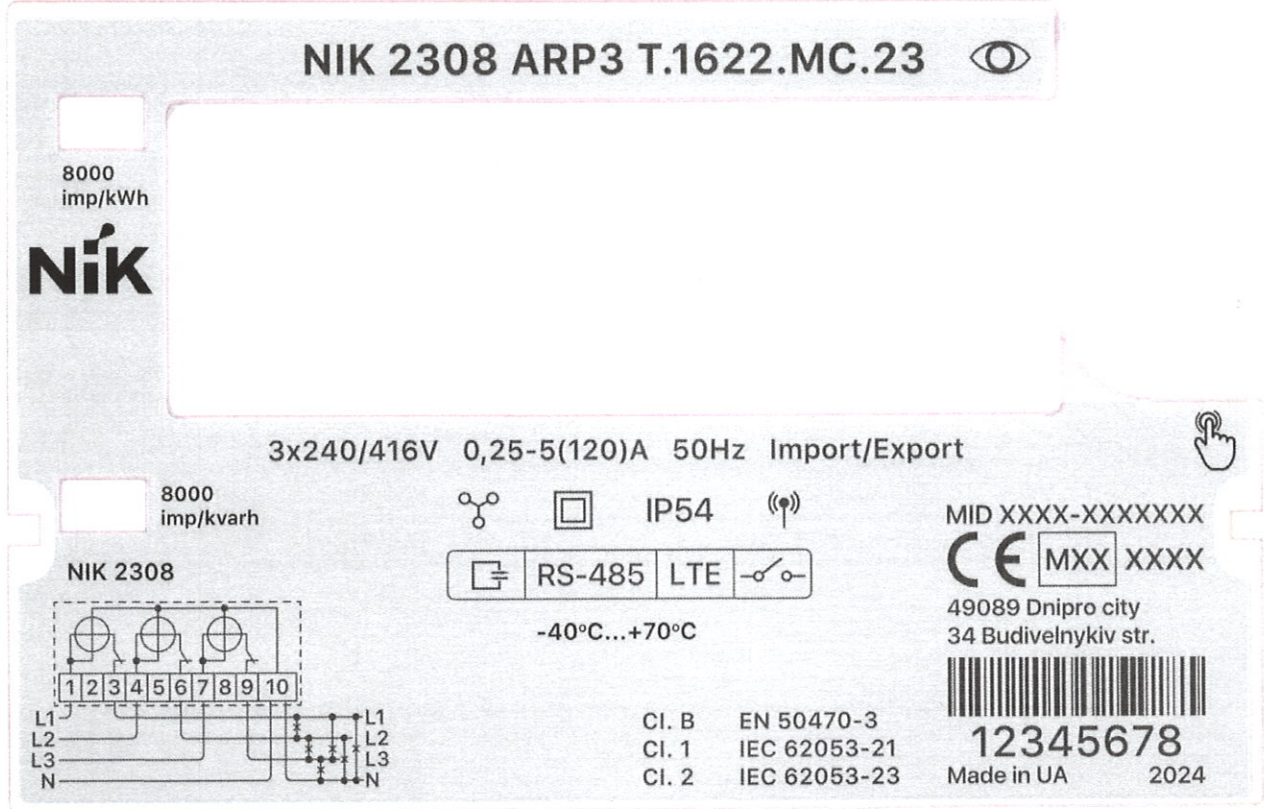 NIK 2308 ARP3 T.1622.MC.23
8000
imp/kWh
NiK
3x240/416V 0,25-5(120)A 50Hz Import/Export
8000
imp/kvarh
IP54
RS-485 LTE
-40°C...+70°C
NIK 2308
1 2 3 4 5 6 7 8 9 10
L1 L1
L2 L2
L3 L3
N N
Cl. B EN 50470-3
Cl. 1 IEC 62053-21
Cl. 2 IEC 62053-23
MID XXXX-XXXXXXX
CE MXX XXXX
49089 Dnipro city
34 Budivelnykiv str.
12345678
Made in UA 2024